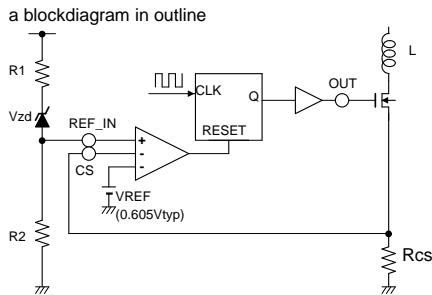 a blockdiagram in outline
R1
Vzd
REF_IN
CS
R2
+
-
-
VREF
(0.605Vtyp)
CLK
Q
RESET
OUT
L
Rcs